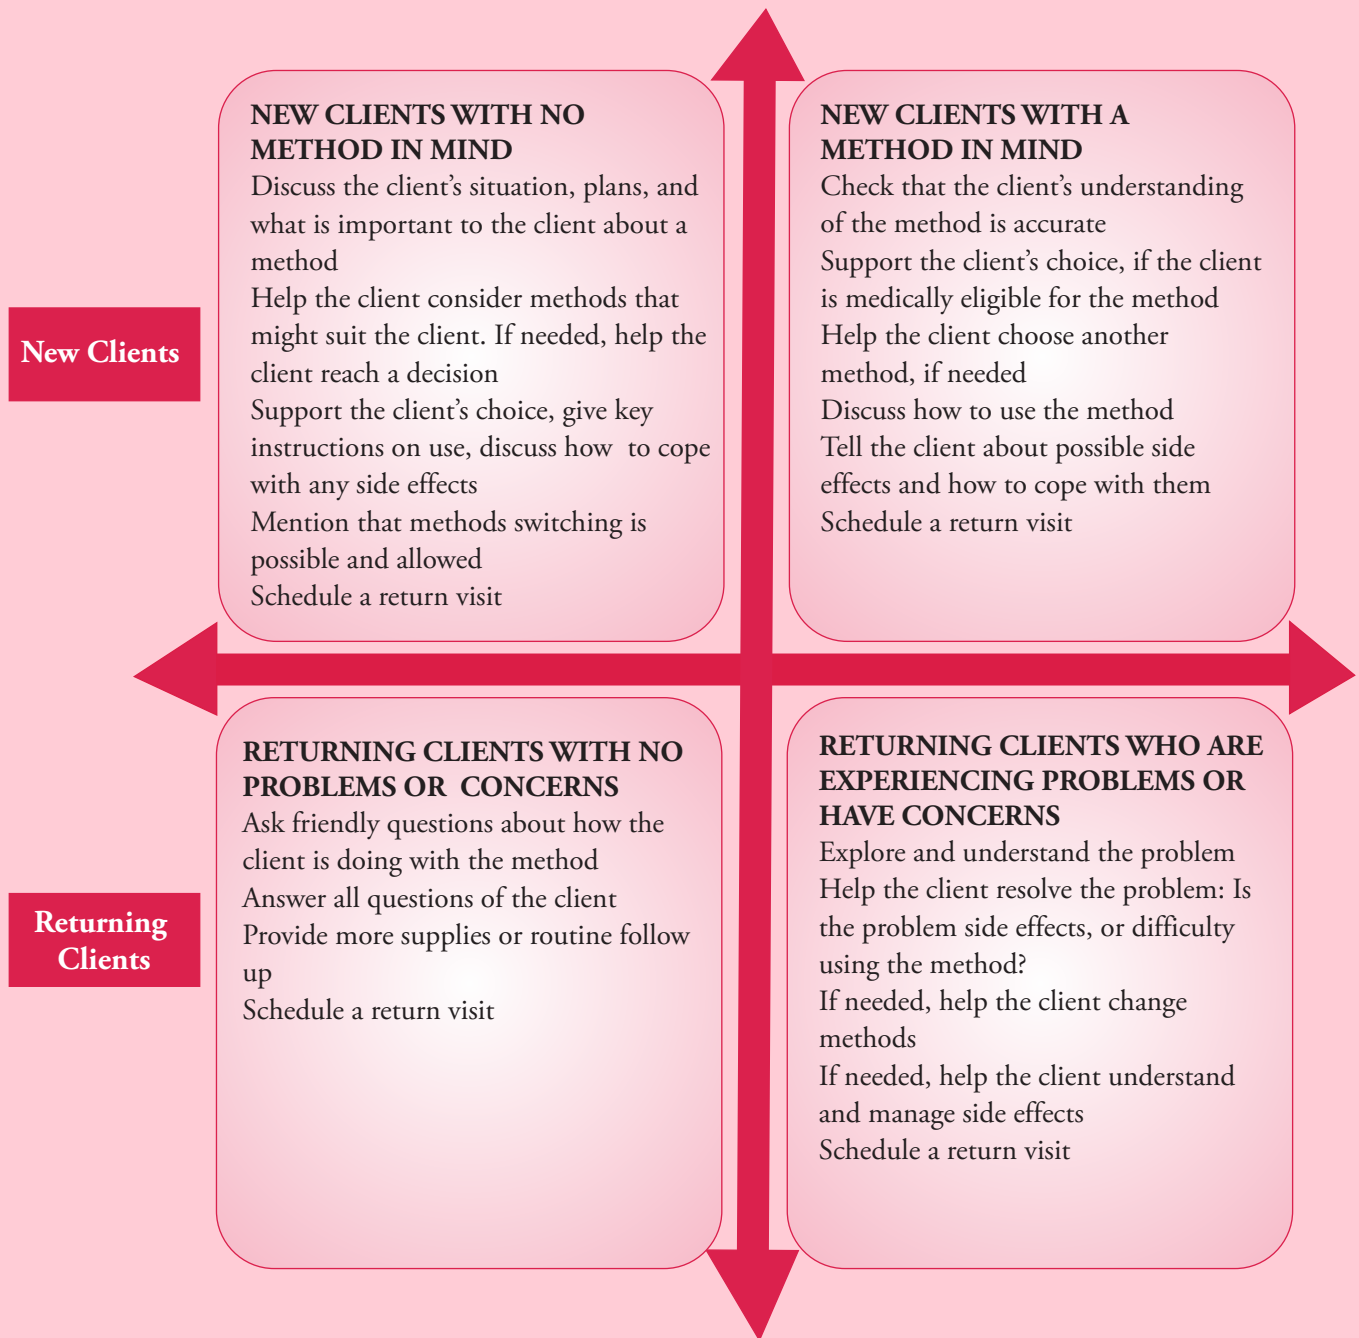 NEW CLIENTS WITH NO
METHOD IN MIND
Discuss the client’s situation, plans, and
what is important to the client about a
method
Help the client consider methods that
might suit the client. If needed, help the
client reach a decision
Support the client’s choice, give key
instructions on use, discuss how  to cope
with any side effects
Mention that methods switching is
possible and allowed
Schedule a return visit
NEW CLIENTS WITH A
METHOD IN MIND
Check that the client’s understanding
of the method is accurate
Support the client’s choice, if the client
is medically eligible for the method
Help the client choose another
method, if needed
Discuss how to use the method
Tell the client about possible side
effects and how to cope with them
Schedule a return visit
New Clients
RETURNING CLIENTS WITH NO
PROBLEMS OR  CONCERNS
Ask friendly questions about how the
client is doing with the method
Answer all questions of the client
Provide more supplies or routine follow
up
Schedule a return visit
RETURNING CLIENTS WHO ARE
EXPERIENCING PROBLEMS OR
HAVE CONCERNS
Explore and understand the problem
Help the client resolve the problem: Is
the problem side effects, or difficulty
using the method?
If needed, help the client change
methods
If needed, help the client understand
and manage side effects
Schedule a return visit
Returning
Clients